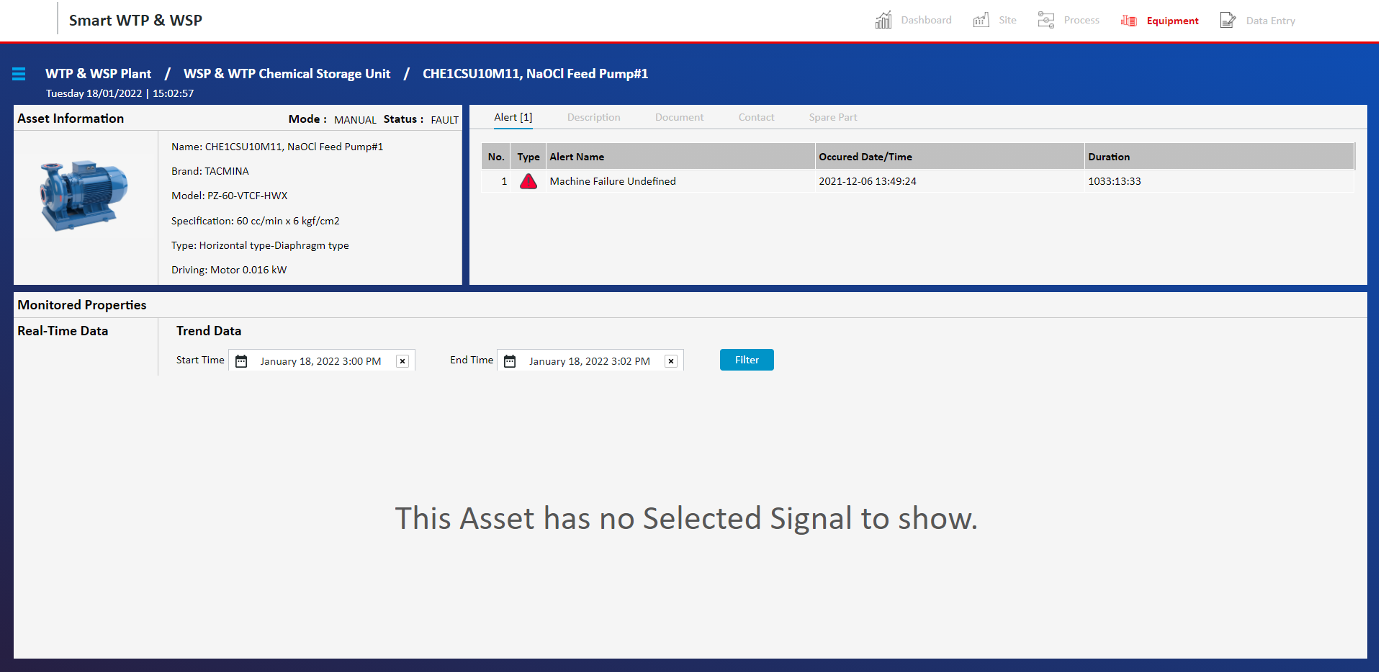 Smart WTP & WSP
Dashboard
Site
Process
Equipment
Data Entry
WTP & WSP Plant / WSP & WTP Chemical Storage Unit / CHE1CSU10M11, NaOCl Feed Pump#1
Tuesday 18/01/2022 | 15:02:57
Asset Information
Mode : MANUAL Status : FAULT
Name: CHE1CSU10M11, NaOCl Feed Pump#1
Brand: TACMINA
Model: PZ-60-VTCF-HWX
Specification: 60 cc/min x 6 kgf/cm2
Type: Horizontal type-Diaphragm type
Driving: Motor 0.016 kW
Alert [1] Description Document Contact Spare Part
No. Type Alert Name Occured Date/Time Duration
1 Machine Failure Undefined 2021-12-06 13:49:24 1033:13:33
Monitored Properties
Real-Time Data
Trend Data
Start Time January 18, 2022 3:00 PM End Time January 18, 2022 3:02 PM Filter
This Asset has no Selected Signal to show.